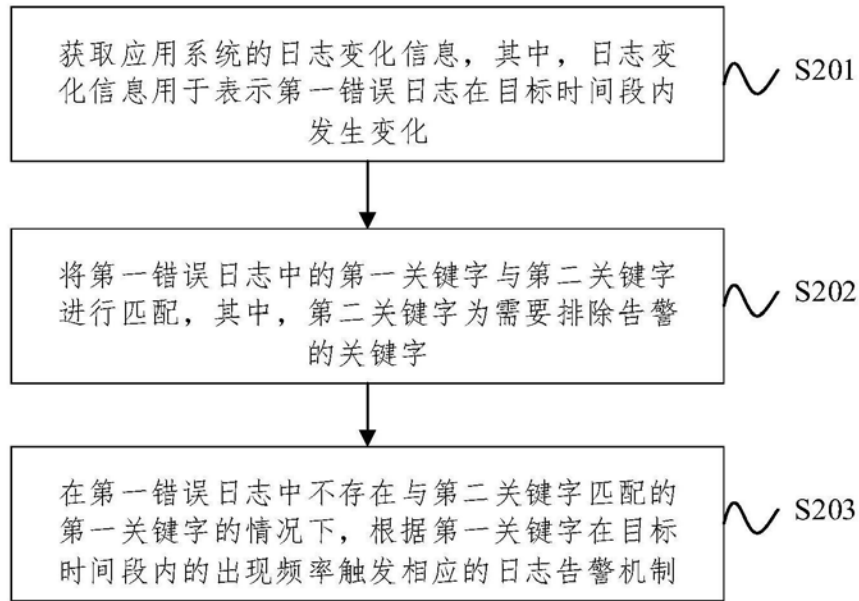 获取应用系统的日志变化信息，其中，日志变
化信息用于表示第一错误日志在目标时间段内
发生变化
S201
将第一错误日志中的第一关键字与第二关键字
进行匹配，其中，第二关键字为需要排除告警
的关键字
S202
在第一错误日志中不存在与第二关键字匹配的
第一关键字的情况下，根据第一关键字在目标
时间段内的出现频率触发相应的日志告警机制
S203